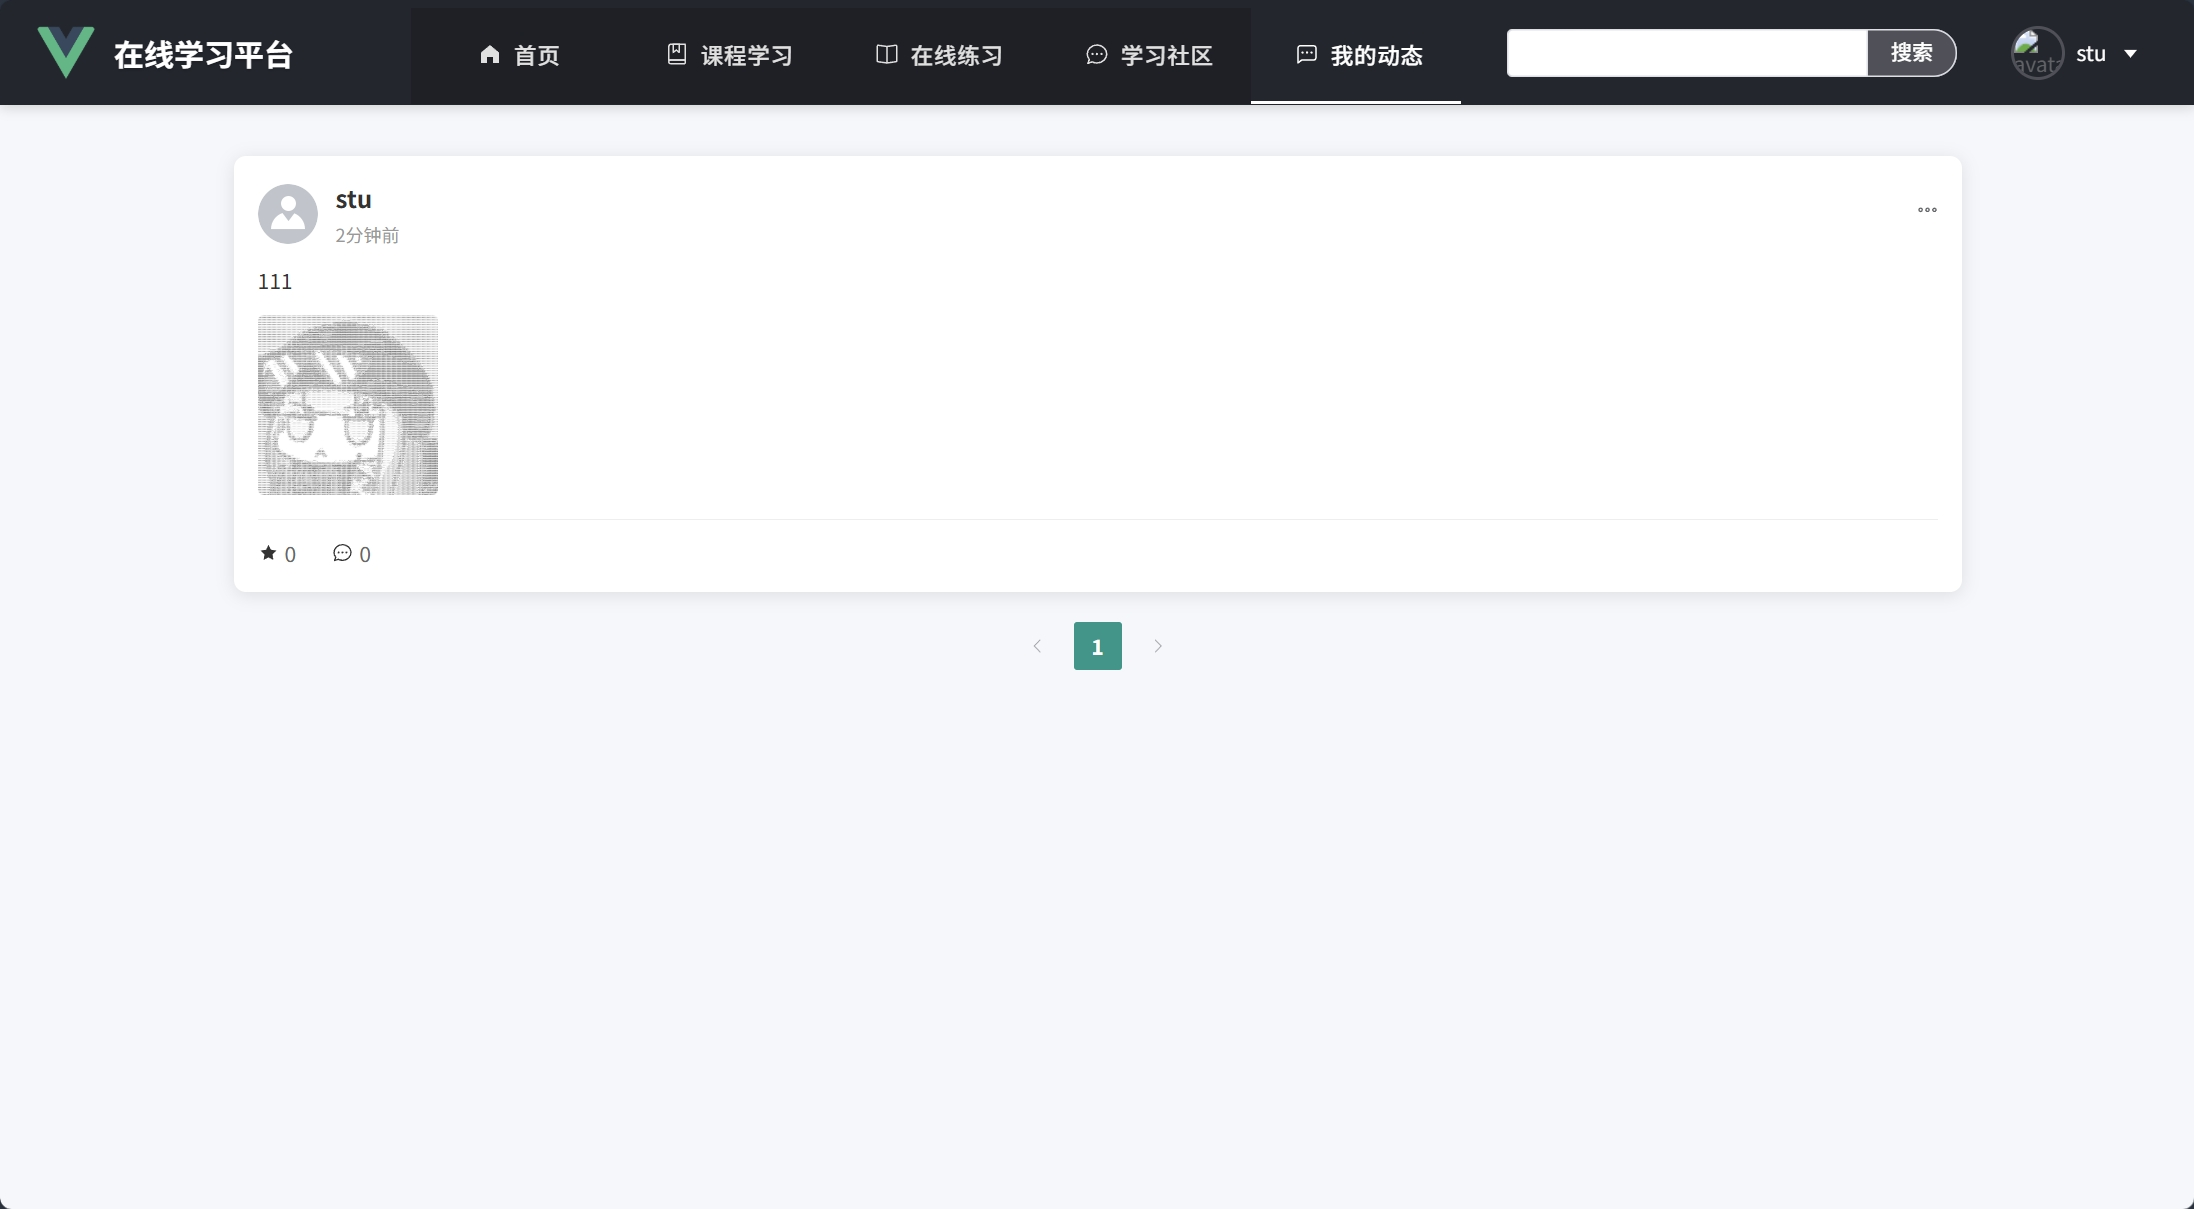 在线学习平台
首页
课程学习
在线练习
学习社区
我的动态
搜索
avata
stu
stu
2分钟前
111
0
0
1